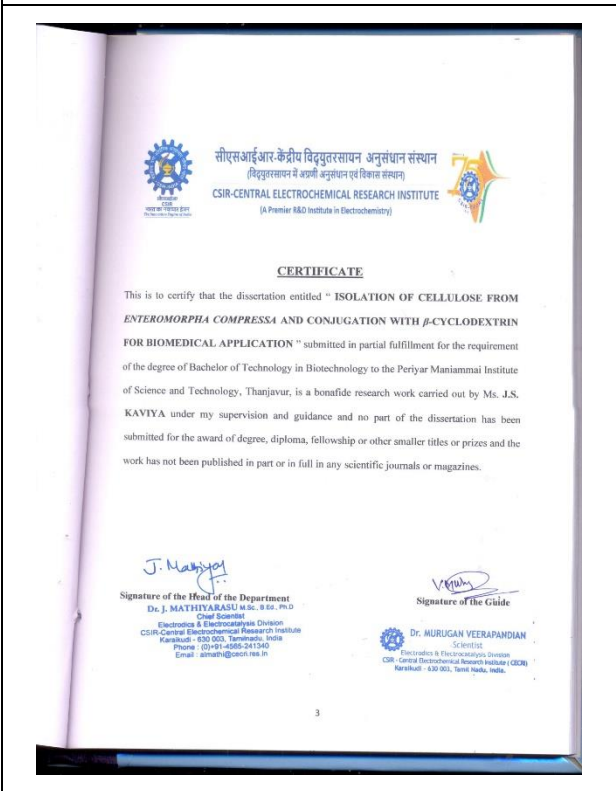 सीएसआईआर-केंद्रीय विद्युतरसायन अनुसंधान संस्थान
(विद्युतरसायन में अग्रणी अनुसंधान एवं विकास संस्थान)
CSIR-CENTRAL ELECTROCHEMICAL RESEARCH INSTITUTE
(A Premier R&D Institute in Electrochemistry)
CSIR
CERTIFICATE
This is to certify that the dissertation entitled “ ISOLATION OF CELLULOSE FROM
ENTEROMORPHA COMPRESSA AND CONJUGATION WITH β-CYCLODEXTRIN
FOR BIOMEDICAL APPLICATION ” submitted in partial fulfillment for the requirement
of the degree of Bachelor of Technology in Biotechnology to the Periyar Maniammai Institute
of Science and Technology, Thanjavur, is a bonafide research work carried out by Ms. J.S.
KAVIYA under my supervision and guidance and no part of the dissertation has been
submitted for the award of degree, diploma, fellowship or other smaller titles or prizes and the
work has not been published in part or in full in any scientific journals or magazines.
Signature of the Head of the Department
Dr. J. MATHIYARASU M.Sc., B.Ed., Ph.D
Chief Scientist
Electrodics & Electrocatalysis Division
CSIR-Central Electrochemical Research Institute
Karaikudi - 630 003, Tamilnadu, India
Phone : (0)+91-4565-241340
Email : almathi@cecri.res.in
Signature of the Guide
Dr. MURUGAN VEERAPANDIAN
Scientist
Electrodics & Electrocatalysis Division
CSIR - Central Electrochemical Research Institute ( CECRI)
Karaikudi - 630 003, Tamil Nadu, India.
3